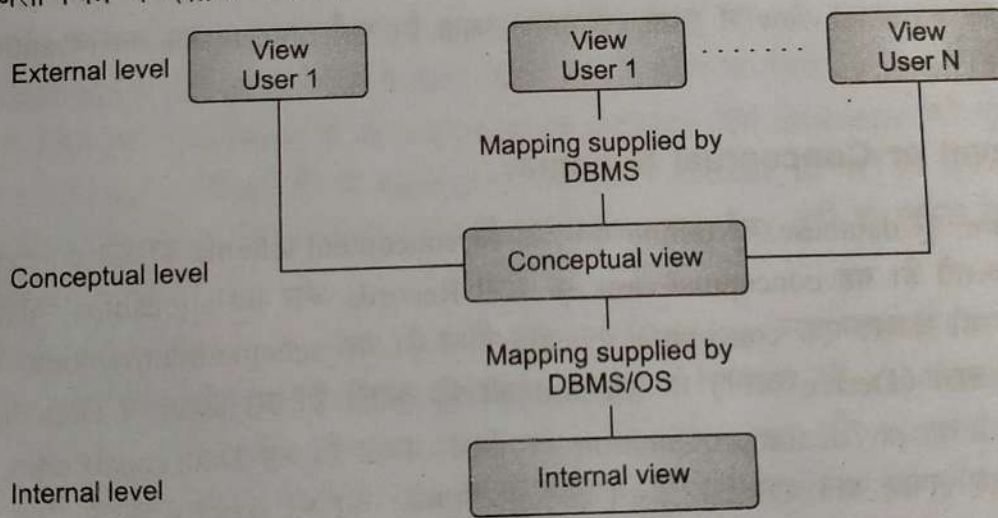 View
User 1
View
User 1
. . . . . . . .
View
User N
External level
Mapping supplied by
DBMS
Conceptual level
Conceptual view
Mapping supplied by
DBMS/OS
Internal level
Internal view